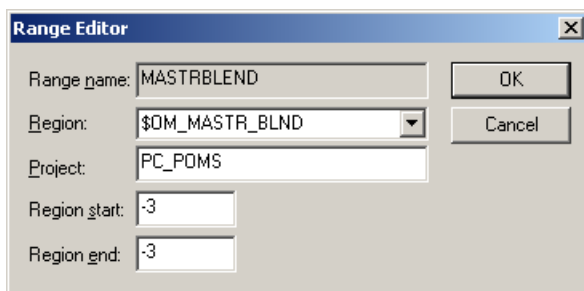 Range Editor
Range name: MASTRBLEND
OK
Region: $OM_MASTR_BLND
Cancel
Project: PC_POMS
Region start: -3
Region end: -3